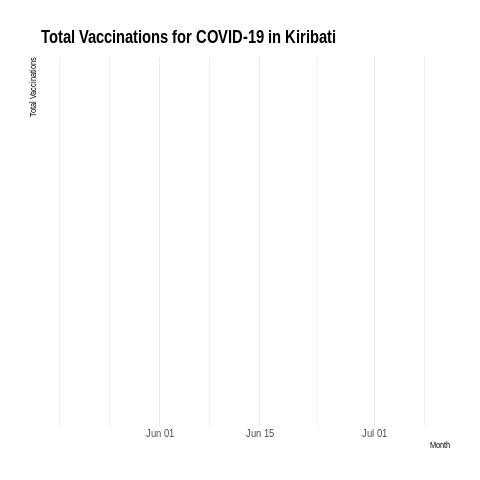 Total Vaccinations for COVID-19 in Kiribati
Total Vaccinations
Jun 01
Jun 15
Jul 01
Month